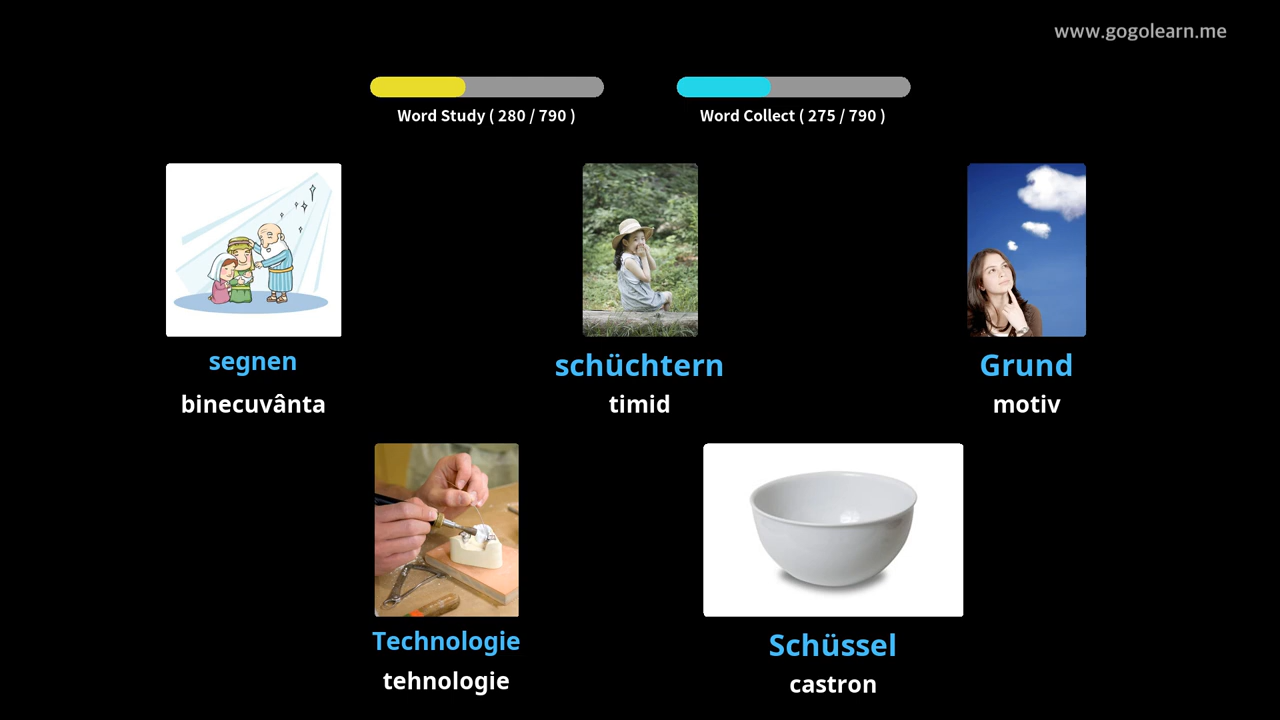 www.gogolearn.me
Word Study ( 280 / 790 )
Word Collect ( 275 / 790 )
segnen
binecuvânta
schüchtern
timid
Grund
motiv
Technologie
tehnologie
Schüssel
castron